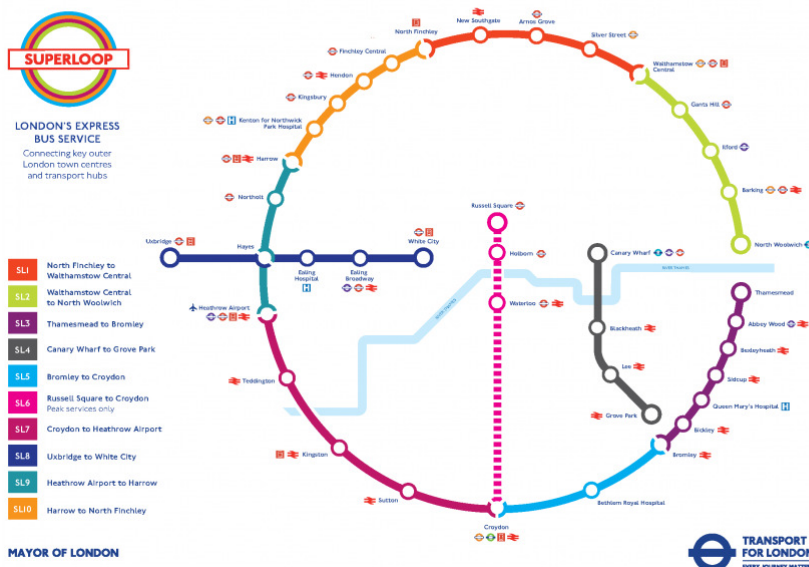 SUPERLOOP
LONDON'S EXPRESS
BUS SERVICE
Connecting key outer
London town centres
and transport hubs
SL1 North Finchley to
Walthamstow Central
SL2 Walthamstow Central
to North Woolwich
SL3 Thamesmead to Bromley
SL4 Canary Wharf to Grove Park
SL5 Bromley to Croydon
SL6 Russell Square to Croydon
Peak services only
SL7 Croydon to Heathrow Airport
SL8 Uxbridge to White City
SL9 Heathrow Airport to Harrow
SL10 Harrow to North Finchley
MAYOR OF LONDON
North Finchley
New Southgate
Arnos Grove
Silver Street
Walthamstow
Central
Gants Hill
Ilford
Barking
North Woolwich
Finchley Central
Hendon
Kingsbury
Kenton for Northwick
Park Hospital
H
Harrow
Northolt
Hayes
Uxbridge
Ealing
Hospital
H
Ealing
Broadway
White City
Heathrow Airport
Teddington
Kingston
Sutton
Croydon
Russell Square
Holborn
Waterloo
RIVER THAMES
RIVER THAMES
Canary Wharf
Blackheath
Lee
Grove Park
Thamesmead
Abbey Wood
Bexleyheath
Sidcup
Queen Mary's Hospital H
Bickley
Bromley
Bethlem Royal Hospital
TRANSPORT
FOR LONDON
EVERY JOURNEY MATTERS